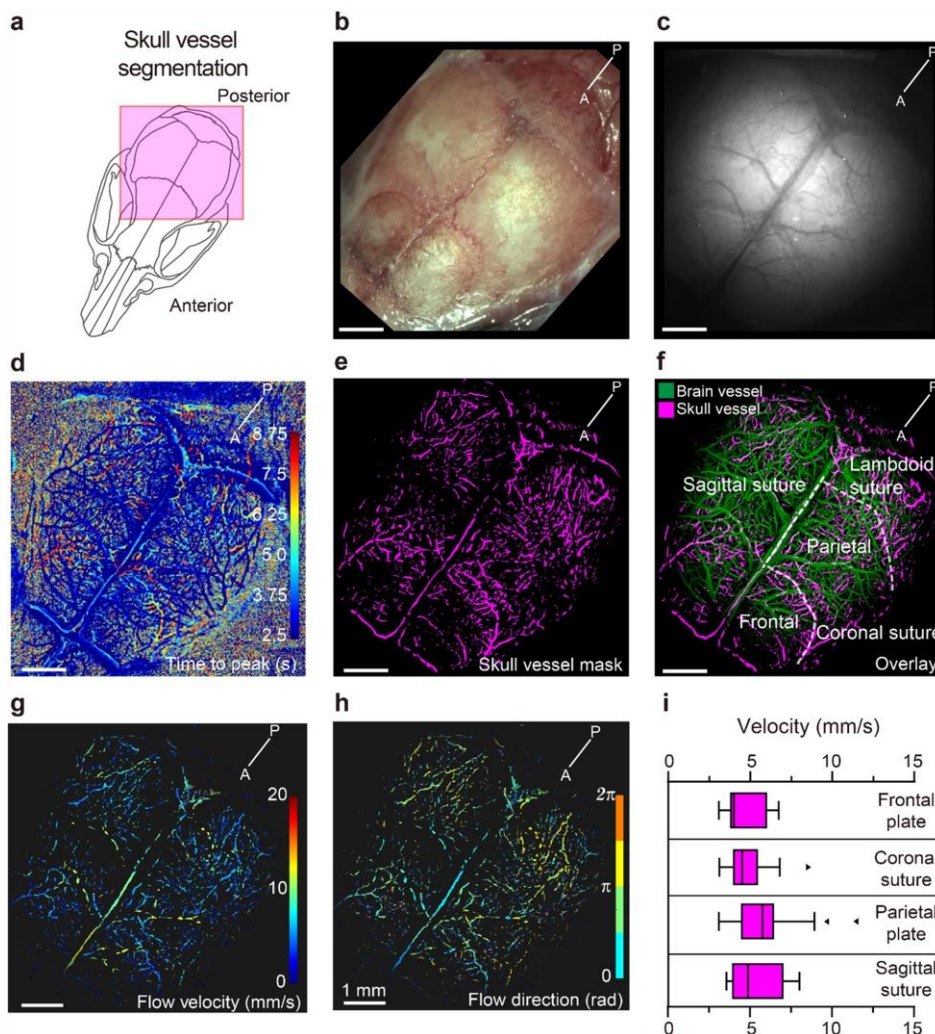 a
Skull vessel
segmentation
Posterior
Anterior
b
P
A
c
P
A
d
P
A
8.75
7.5
6.25
5.0
3.75
2.5
Time to peak (s)
e
P
A
Skull vessel mask
f
Brain vessel
Skull vessel
P
A
Sagittal suture
Lambdoid
suture
Parietal
Frontal
Coronal suture
Overlay
g
P
A
20
10
0
Flow velocity (mm/s)
h
P
A
2π
π
0
1 mm
Flow direction (rad)
i
Velocity (mm/s)
0 5 10 15
Frontal
plate
Coronal
suture
Parietal
plate
Sagittal
suture
0 5 10 15